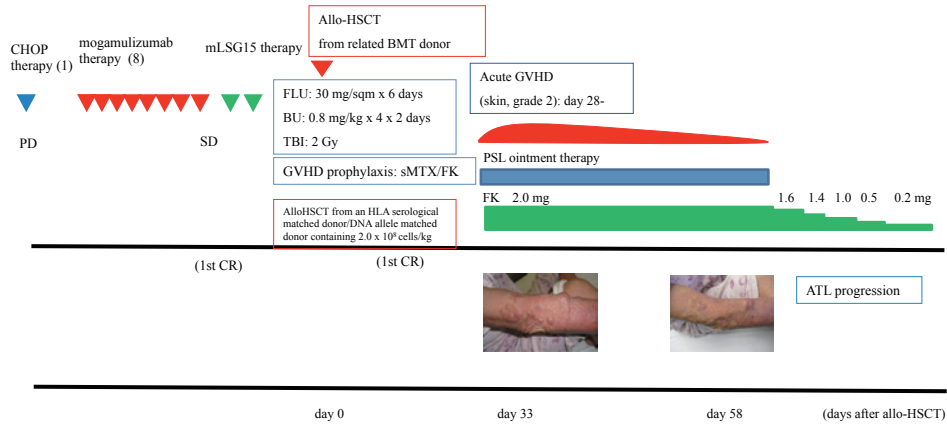 Allo-HSCT
from related BMT donor
CHOP
therapy (1)
mogamulizumab
therapy (8)
mLSG15 therapy
PD
SD
FLU: 30 mg/sqm x 6 days
BU: 0.8 mg/kg x 4 x 2 days
TBI: 2 Gy
GVHD prophylaxis: sMTX/FK
Acute GVHD
(skin, grade 2): day 28-
PSL ointment therapy
FK 2.0 mg
1.6 1.4 1.0 0.5 0.2 mg
AlloHSCT from an HLA serological
matched donor/DNA allele matched
donor containing 2.0 x 10⁸ cells/kg
(1st CR) (1st CR)
ATL progression
day 0 day 33 day 58 (days after allo-HSCT)